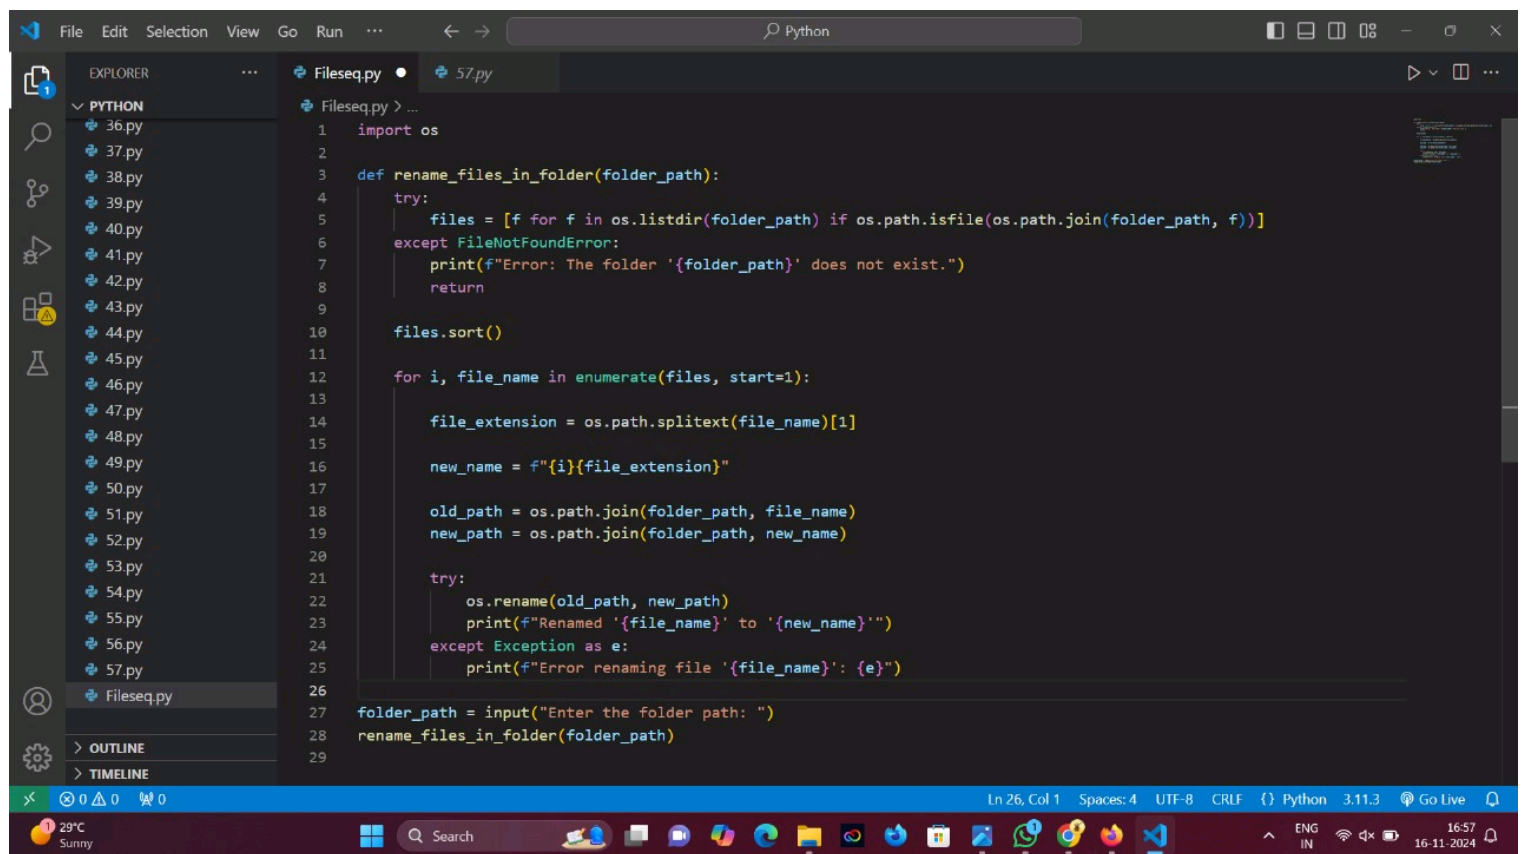 File Edit Selection View Go Run ... Python
EXPLORER ...
PYTHON
36.py
37.py
38.py
39.py
40.py
41.py
42.py
43.py
44.py
45.py
46.py
47.py
48.py
49.py
50.py
51.py
52.py
53.py
54.py
55.py
56.py
57.py
Fileseq.py
OUTLINE
TIMELINE
Fileseq.py 57.py
Fileseq.py > ...
1 import os
2
3 def rename_files_in_folder(folder_path):
4     try:
5         files = [f for f in os.listdir(folder_path) if os.path.isfile(os.path.join(folder_path, f))]
6     except FileNotFoundError:
7         print(f"Error: The folder '{folder_path}' does not exist.")
8         return
9
10     files.sort()
11
12     for i, file_name in enumerate(files, start=1):
13
14         file_extension = os.path.splitext(file_name)[1]
15
16         new_name = f"{i}{file_extension}"
17
18         old_path = os.path.join(folder_path, file_name)
19         new_path = os.path.join(folder_path, new_name)
20
21         try:
22             os.rename(old_path, new_path)
23             print(f"Renamed '{file_name}' to '{new_name}'")
24         except Exception as e:
25             print(f"Error renaming file '{file_name}': {e}")
26
27 folder_path = input("Enter the folder path: ")
28 rename_files_in_folder(folder_path)
29
0 0 0 Ln 26, Col 1 Spaces: 4 UTF-8 CRLF {} Python 3.11.3 Go Live
1 29°C
Sunny
Search
1
ENG
IN
16:57
16-11-2024